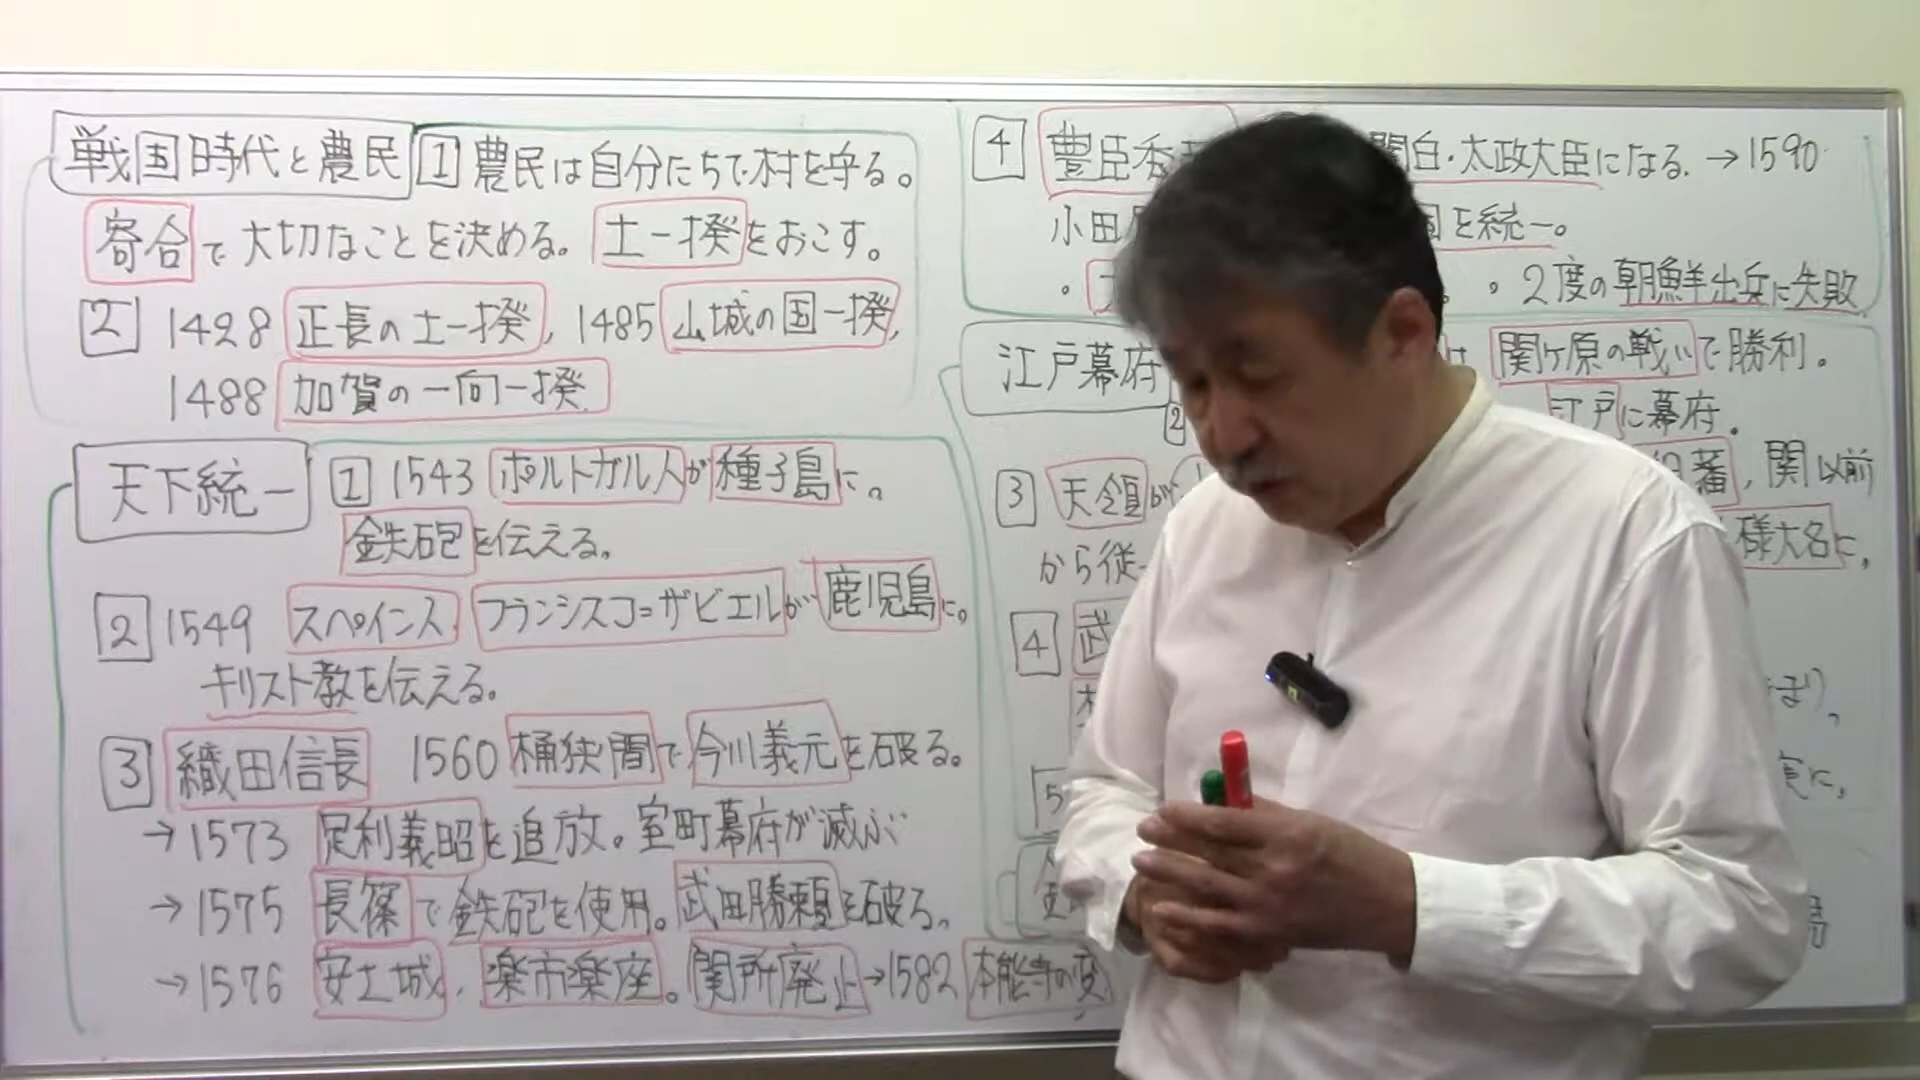 戦国時代と農民 1 農民は自分たちで村を守る。
寄合で大切なことを決める。土一揆をおこす。
2 1428 正長の土一揆, 1485 山城の国一揆,
1488 加賀の一向一揆.
天下統一 1 1543 ポルトガル人が種子島に。
鉄砲を伝える。
2 1549 スペイン人 フランシスコ=ザビエルが鹿児島に。
キリスト教を伝える。
3 織田信長 1560 桶狭間で今川義元を破る。
→1573 足利義昭を追放。室町幕府が滅ぶ
→1575 長篠で鉄砲を使用。武田勝頼を破る。
→1576 安土城. 楽市楽座。関所廃止→1582 本能寺の変
4 豊臣秀 関白・太政大臣になる. →1590
小田 を統一。
。2度の朝鮮出兵に失敗
江戸幕府 関ヶ原の戦いで勝利。
2 江戸に幕府.
3 天領が 藩, 関 以前
から従 様大名に,
4 武
5